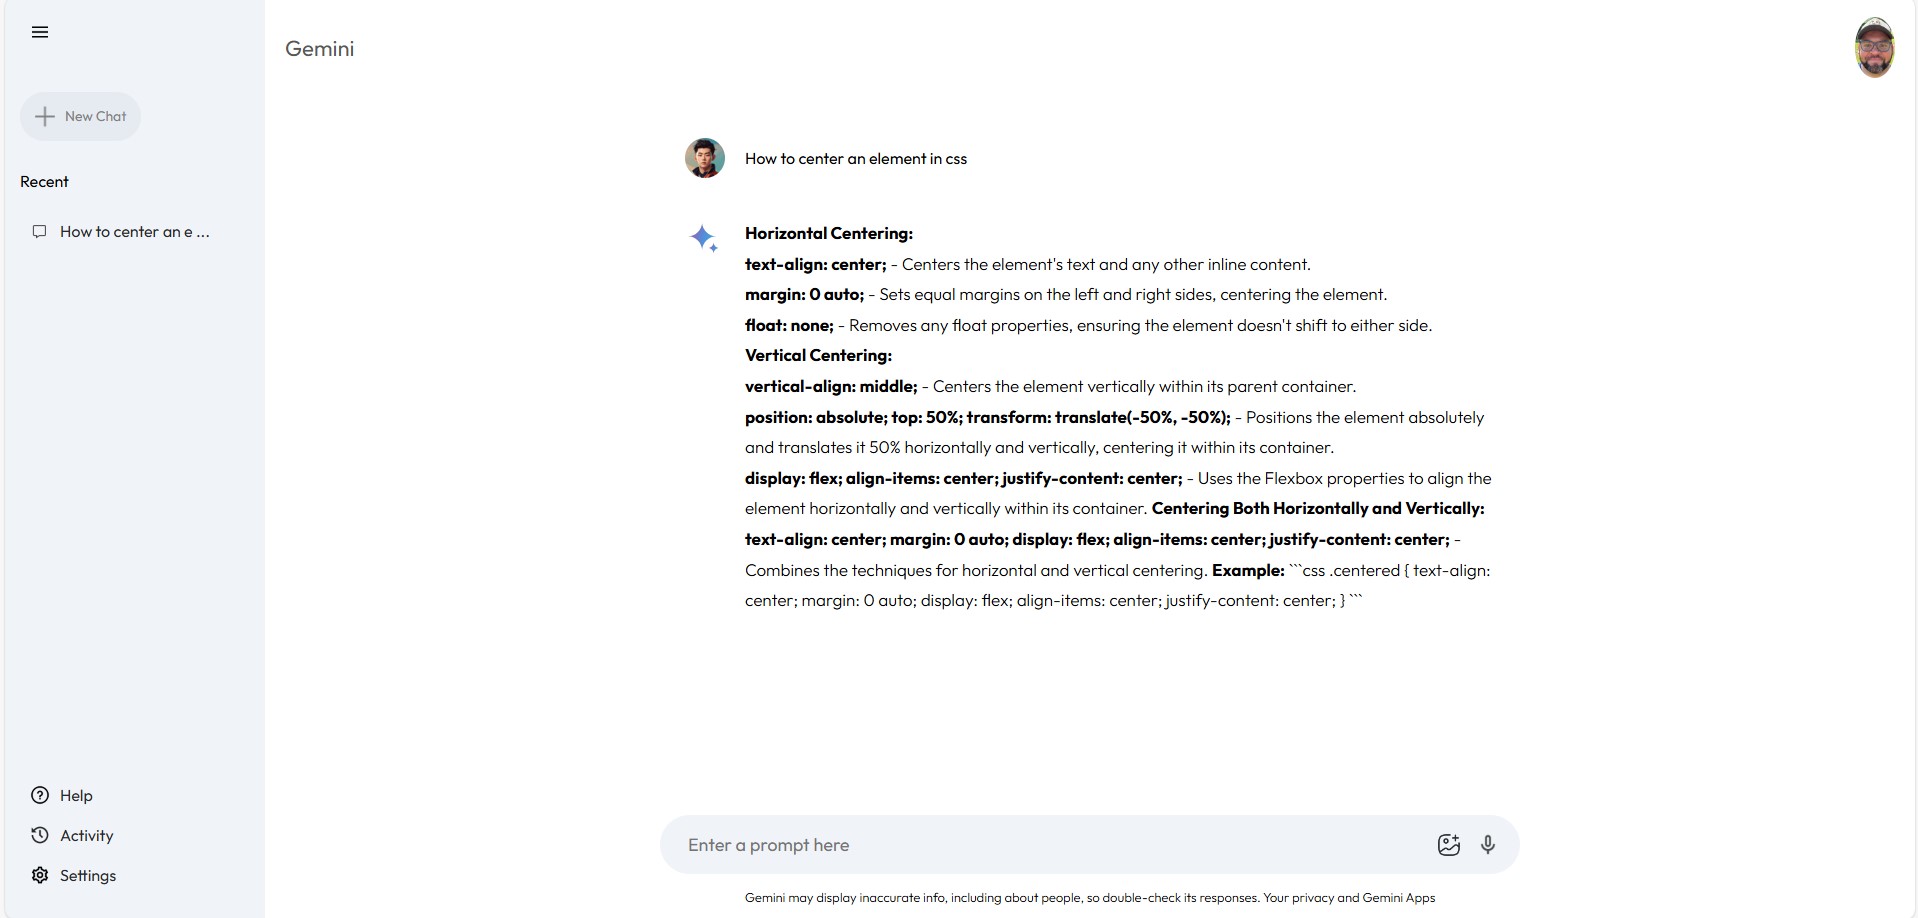 Gemini
New Chat
Recent
How to center an e ...
How to center an element in css
Horizontal Centering:
text-align: center; - Centers the element's text and any other inline content.
margin: 0 auto; - Sets equal margins on the left and right sides, centering the element.
float: none; - Removes any float properties, ensuring the element doesn't shift to either side.
Vertical Centering:
vertical-align: middle; - Centers the element vertically within its parent container.
position: absolute; top: 50%; transform: translate(-50%, -50%); - Positions the element absolutely
and translates it 50% horizontally and vertically, centering it within its container.
display: flex; align-items: center; justify-content: center; - Uses the Flexbox properties to align the
element horizontally and vertically within its container. Centering Both Horizontally and Vertically:
text-align: center; margin: 0 auto; display: flex; align-items: center; justify-content: center; -
Combines the techniques for horizontal and vertical centering. Example: ```css .centered { text-align:
center; margin: 0 auto; display: flex; align-items: center; justify-content: center; } ```
Help
Activity
Settings
Enter a prompt here
Gemini may display inaccurate info, including about people, so double-check its responses. Your privacy and Gemini Apps